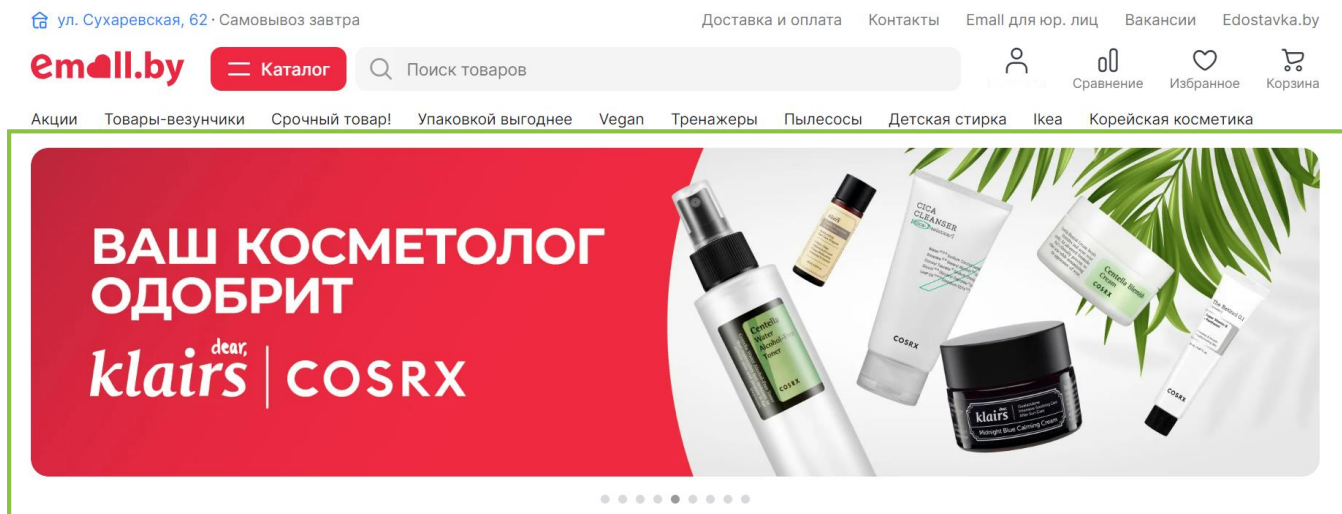 ул. Сухаревская, 62 · Самовывоз завтра
Доставка и оплата Контакты Emall для юр. лиц Вакансии Edostavka.by
emall.by Каталог Поиск товаров
Сравнение Избранное Корзина
Акции Товары-везунчики Срочный товар! Упаковкой выгоднее Vegan Тренажеры Пылесосы Детская стирка Ikea Корейская косметика
ВАШ КОСМЕТОЛОГ
ОДОБРИТ
dear,
klairs | COSRX
Centella
Water
Alcohol-Free
Toner
COSRX
CICA
CLEANSER
COSRX
dear,
klairs
Midnight Blue Calming Cream
Centella Blemish
Cream
COSRX
The Retinol 0.1
COSRX